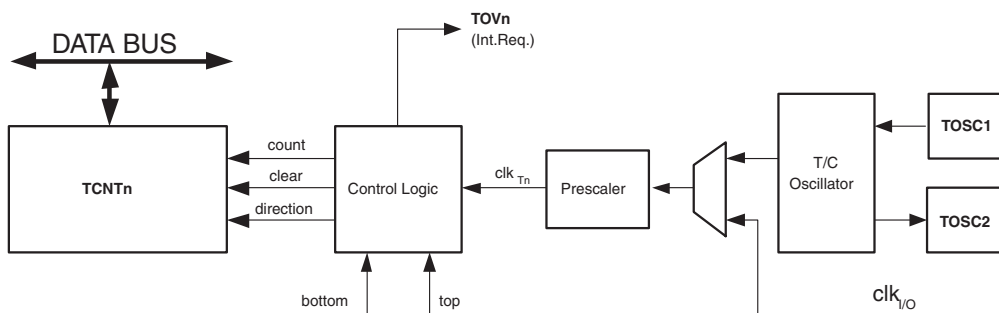 DATA BUS
TOVn
(Int.Req.)
TCNTn
count
clear
direction
Control Logic
clk Tn
Prescaler
T/C
Oscillator
TOSC1
TOSC2
bottom
top
clk I/O